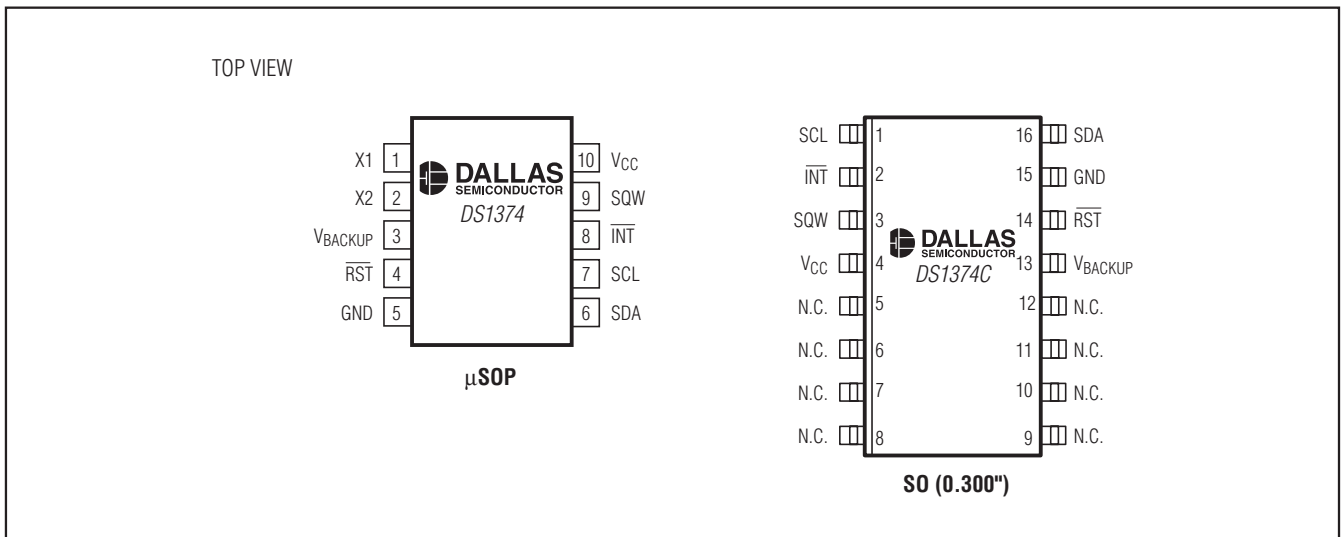 TOP VIEW
X1 1 DALLAS 10 VCC
SEMICONDUCTOR
X2 2 DS1374 9 SQW
VBACKUP 3 8 INT
RST 4 7 SCL
GND 5 6 SDA
µSOP
SCL 1 16 SDA
INT 2 15 GND
SQW 3 14 RST
DALLAS
SEMICONDUCTOR
VCC 4 DS1374C 13 VBACKUP
N.C. 5 12 N.C.
N.C. 6 11 N.C.
N.C. 7 10 N.C.
N.C. 8 9 N.C.
SO (0.300")